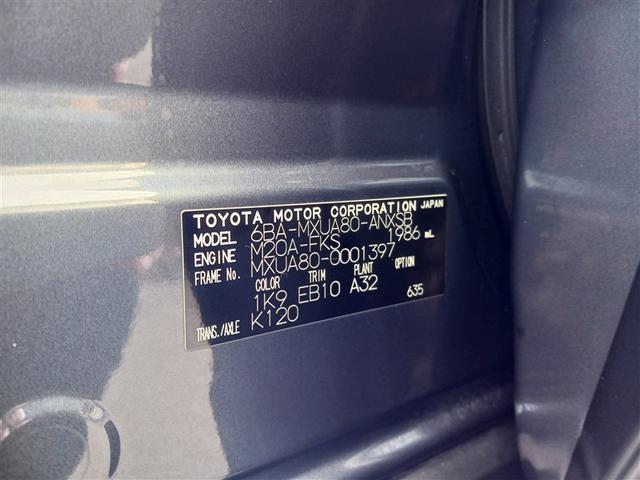 TOYOTA MOTOR CORPORATION JAPAN
MODEL 6BA-MXUA80-ANXSB
ENGINE M20A-FKS 1986 mL
FRAME No. MXUA80-0001397
COLOR TRIM PLANT OPTION
1K9 EB10 A32
635
TRANS./AXLE K120